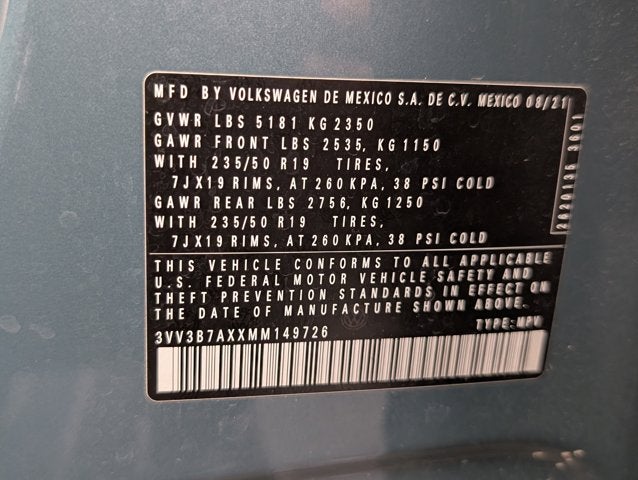 MFD BY VOLKSWAGEN DE MEXICO S.A. DE C.V. MEXICO 08/21
GVWR LBS 5181 KG 2350
GAWR FRONT LBS 2535, KG 1150
WITH 235/50 R19 TIRES,
7JX19 RIMS, AT 260 KPA, 38 PSI COLD
GAWR REAR LBS 2756, KG 1250
WITH 235/50 R19 TIRES,
7JX19 RIMS, AT 260 KPA, 38 PSI COLD
THIS VEHICLE CONFORMS TO ALL APPLICABLE
U.S. FEDERAL MOTOR VEHICLE SAFETY AND
THEFT PREVENTION STANDARDS IN EFFECT ON
THE DATE OF MANUFACTURE SHOWN ABOVE.
3VV3B7AXXMM149726 TYPE: MPV